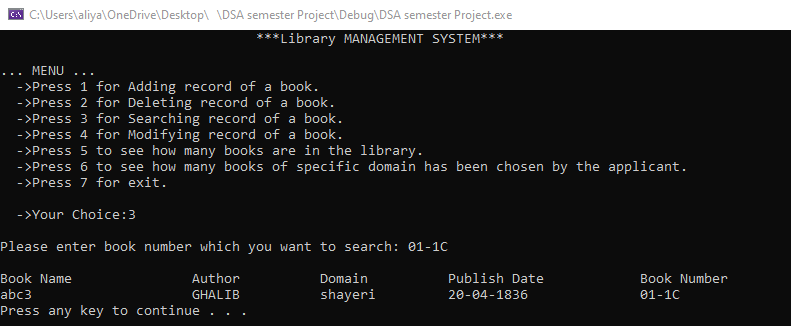 C:\Users\aliya\OneDrive\Desktop\ \DSA semester Project\Debug\DSA semester Project.exe
***Library MANAGEMENT SYSTEM***
... MENU ...
->Press 1 for Adding record of a book.
->Press 2 for Deleting record of a book.
->Press 3 for Searching record of a book.
->Press 4 for Modifying record of a book.
->Press 5 to see how many books are in the library.
->Press 6 to see how many books of specific domain has been chosen by the applicant.
->Press 7 for exit.
->Your Choice:3
Please enter book number which you want to search: 01-1C
Book Name Author Domain Publish Date Book Number
abc3 GHALIB shayeri 20-04-1836 01-1C
Press any key to continue . . .